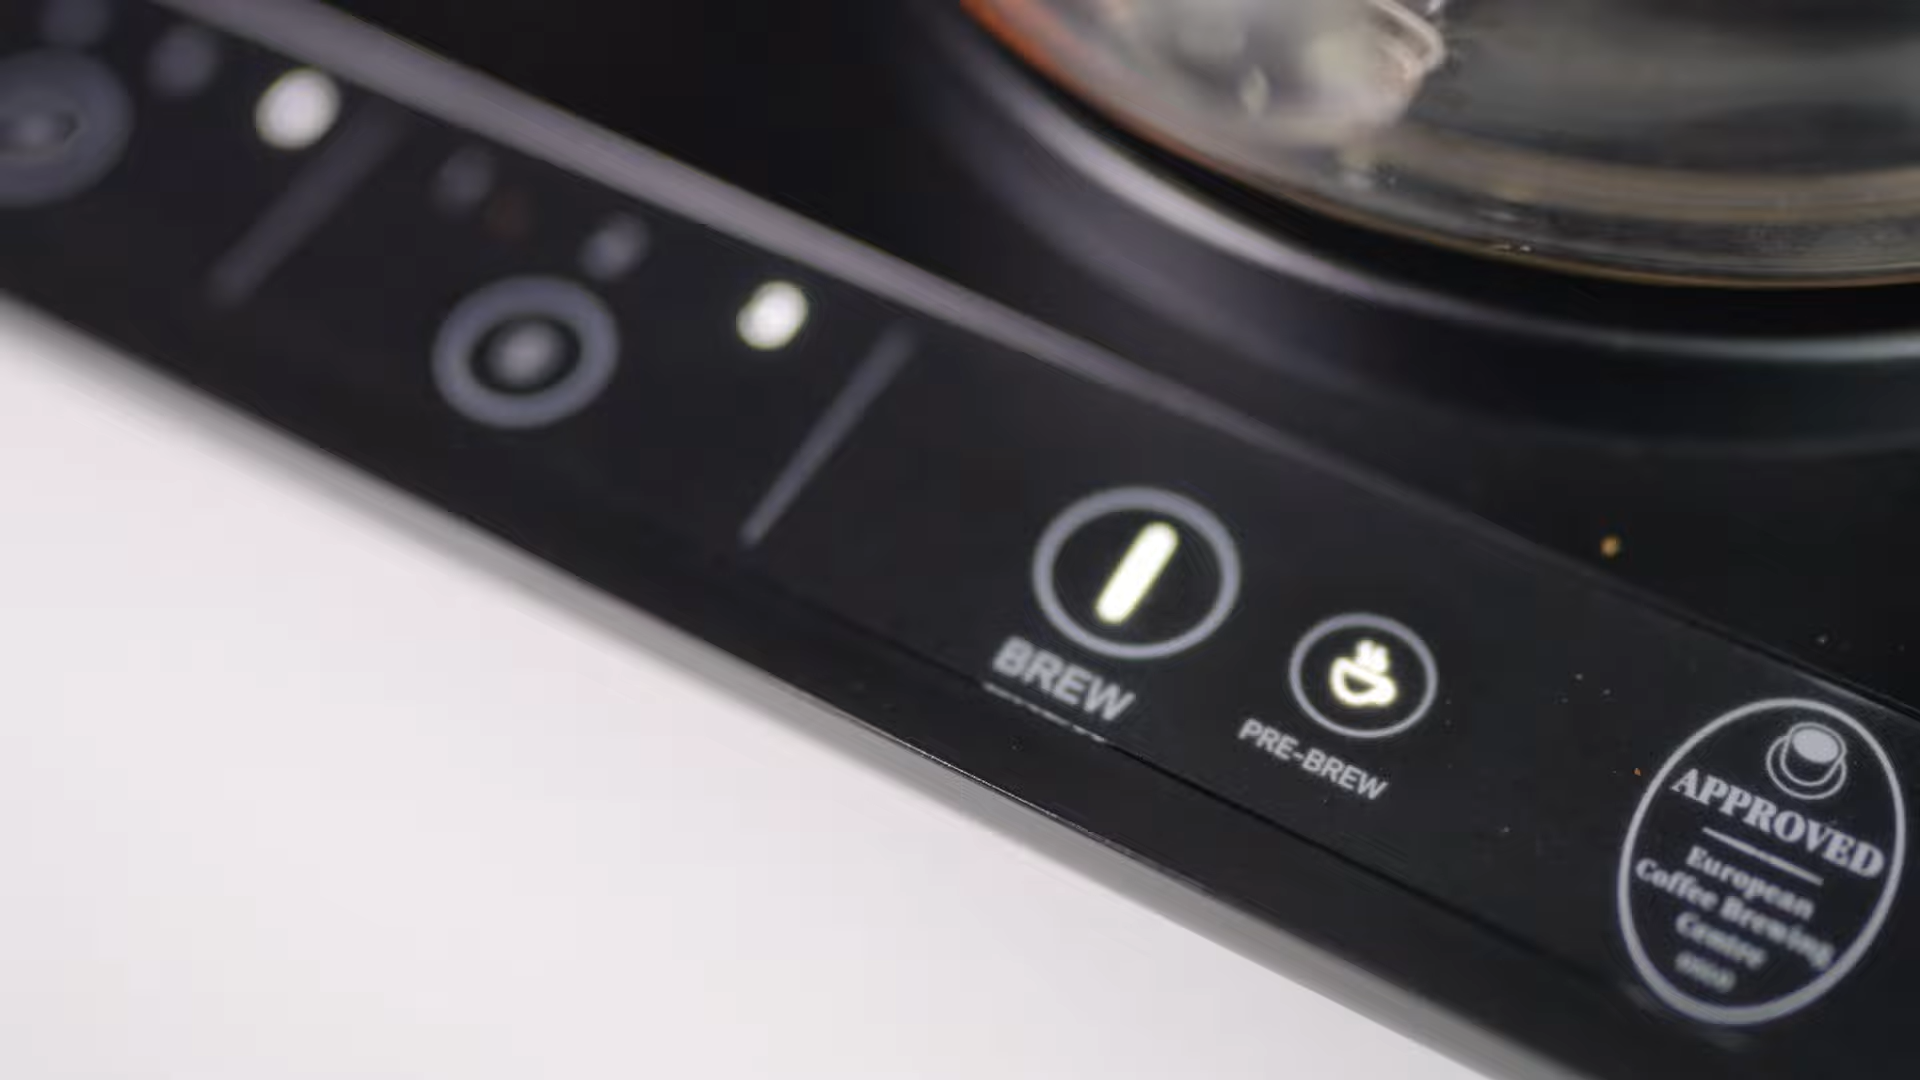 BREW
PRE-BREW
APPROVED
European
Coffee Brewing
Centre